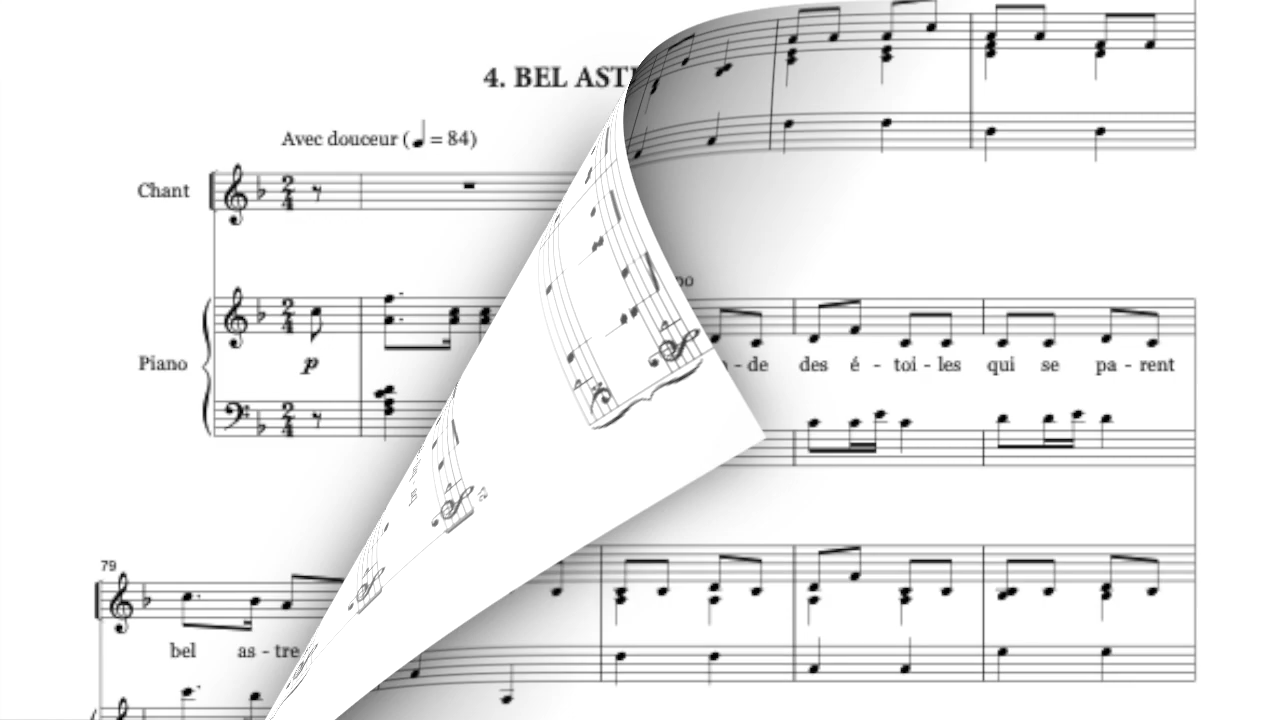 4. BEL
Avec douceur ( = 84)
Chant
Piano
p
-de des é - toi - les qui se pa - rent
79
bel as - tre